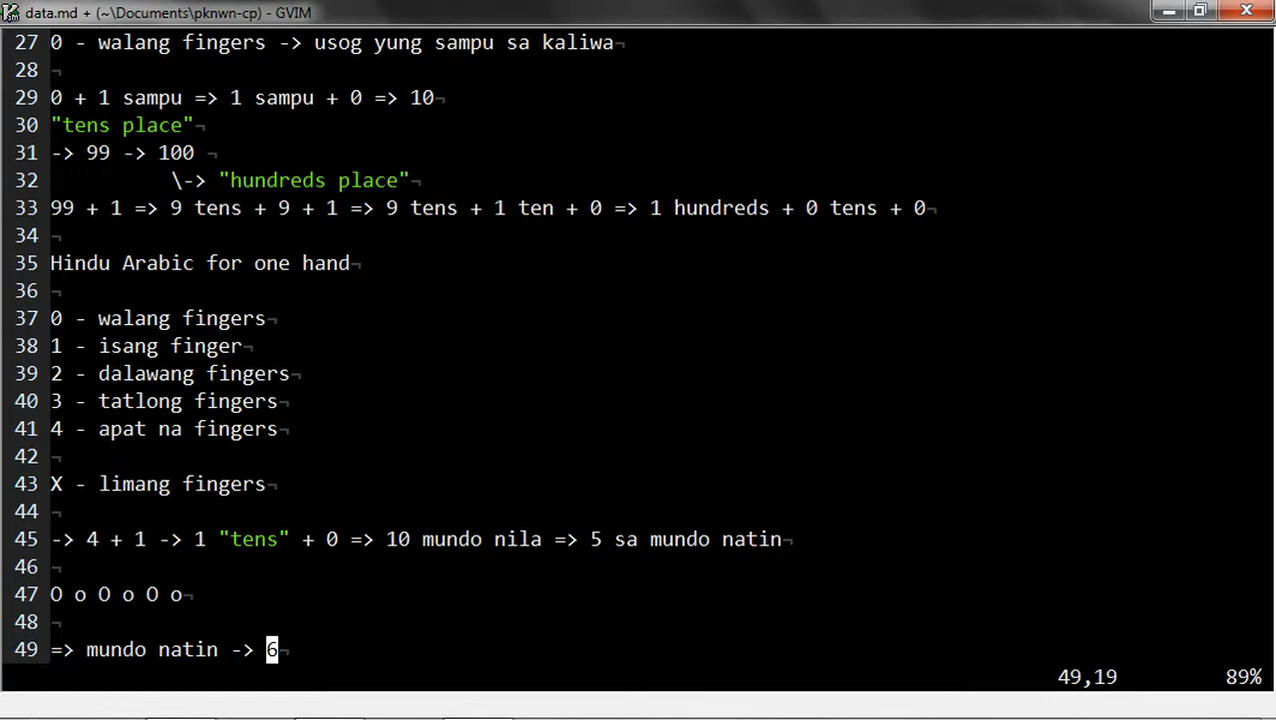 data.md + (~\Documents\pknwn-cp) - GVIM
27 0 - walang fingers -> usog yung sampu sa kaliwa¬
28 ¬
29 0 + 1 sampu => 1 sampu + 0 => 10¬
30 "tens place"¬
31 -> 99 -> 100 ¬
32           \-> "hundreds place"¬
33 99 + 1 => 9 tens + 9 + 1 => 9 tens + 1 ten + 0 => 1 hundreds + 0 tens + 0¬
34 ¬
35 Hindu Arabic for one hand¬
36 ¬
37 0 - walang fingers¬
38 1 - isang finger¬
39 2 - dalawang fingers¬
40 3 - tatlong fingers¬
41 4 - apat na fingers¬
42 ¬
43 X - limang fingers¬
44 ¬
45 -> 4 + 1 -> 1 "tens" + 0 => 10 mundo nila => 5 sa mundo natin¬
46 ¬
47 O o O o O o¬
48 ¬
49 => mundo natin -> 6¬
49,19 89%